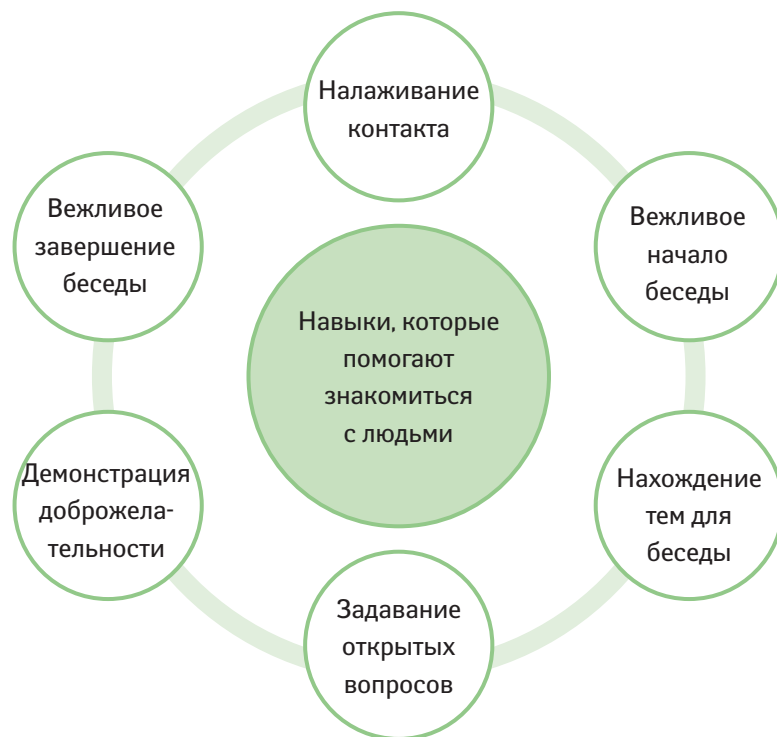 Налаживание
контакта
Вежливое
начало
беседы
Нахождение
тем для
беседы
Задавание
открытых
вопросов
Демонстрация
доброжела-
тельности
Вежливое
завершение
беседы
Навыки, которые
помогают
знакомиться
с людьми